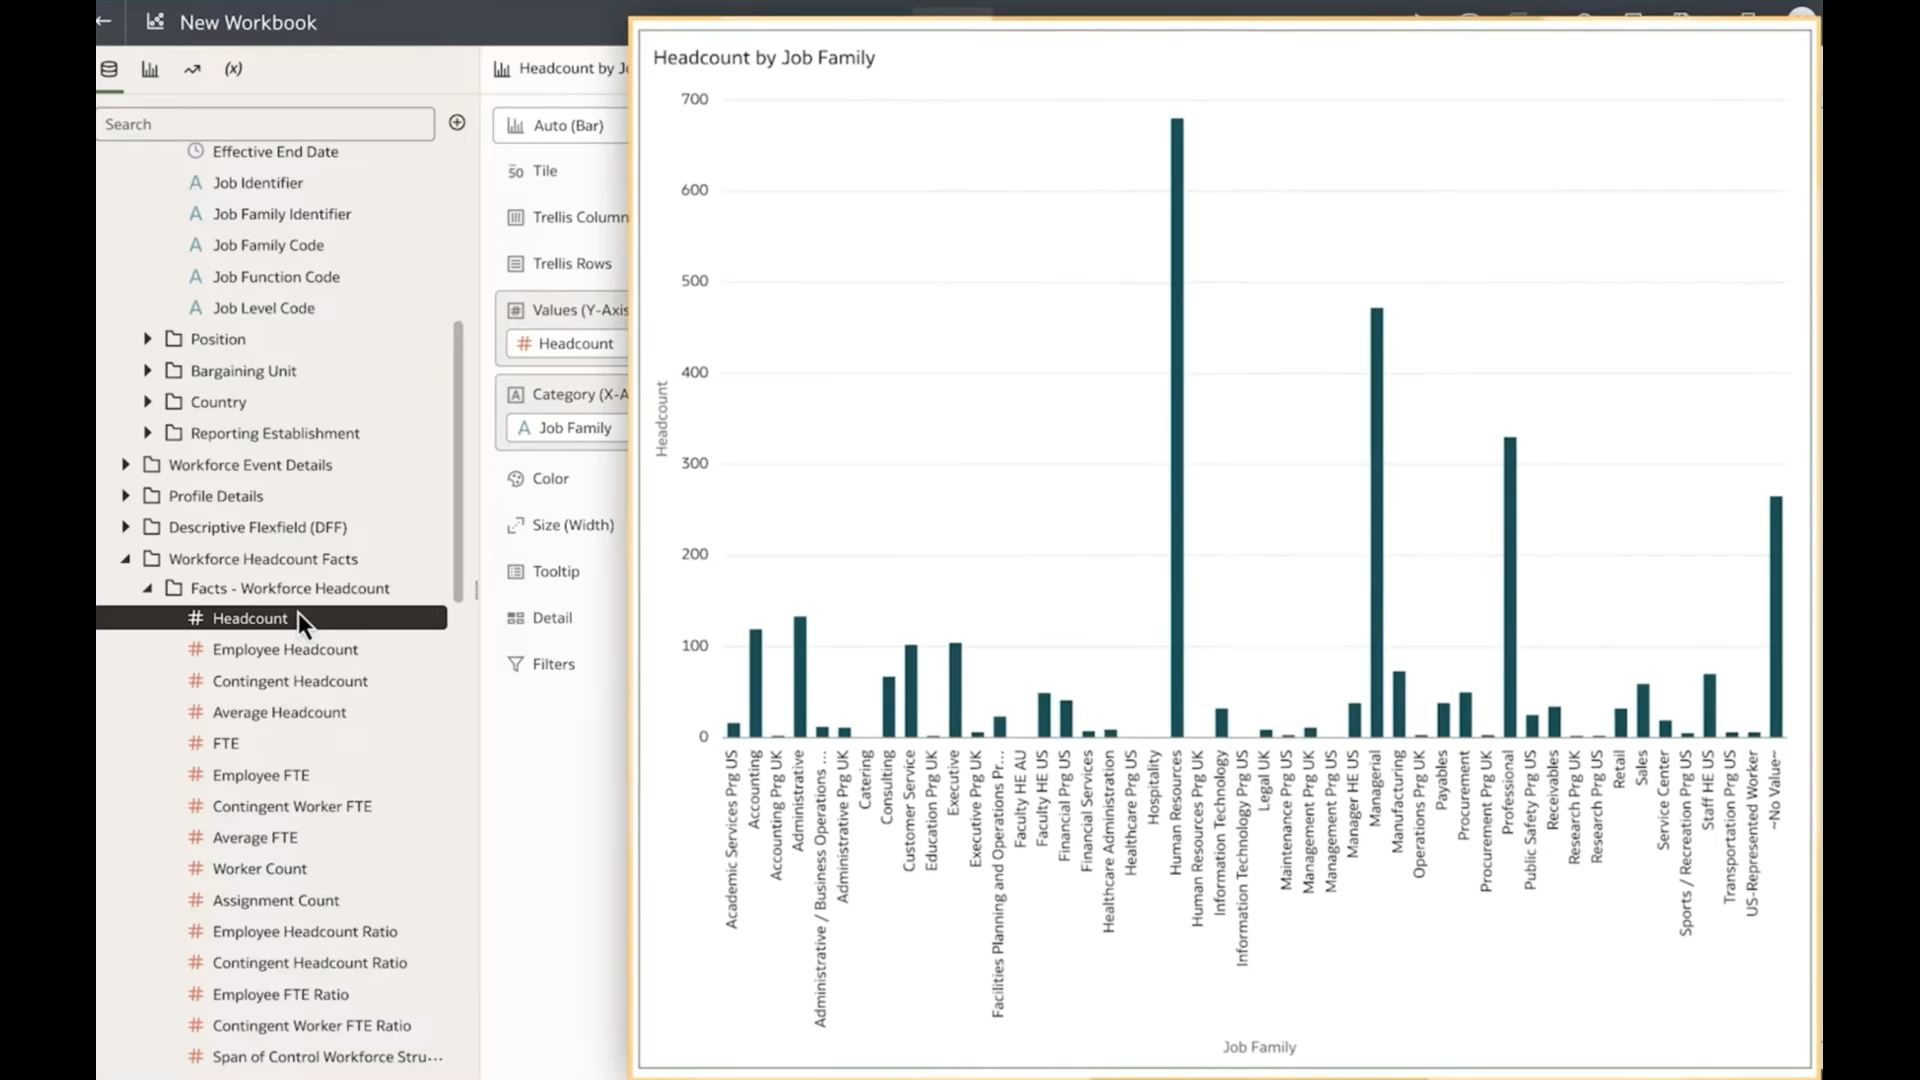 New Workbook
(x)
Search
Effective End Date
Job Identifier
Job Family Identifier
Job Family Code
Job Function Code
Job Level Code
Position
Bargaining Unit
Country
Reporting Establishment
Workforce Event Details
Profile Details
Descriptive Flexfield (DFF)
Workforce Headcount Facts
Facts - Workforce Headcount
# Headcount
# Employee Headcount
# Contingent Headcount
# Average Headcount
# FTE
# Employee FTE
# Contingent Worker FTE
# Average FTE
# Worker Count
# Assignment Count
# Employee Headcount Ratio
# Contingent Headcount Ratio
# Employee FTE Ratio
# Contingent Worker FTE Ratio
# Span of Control Workforce Stru...
Headcount by Jo
Auto (Bar)
Tile
Trellis Column
Trellis Rows
Values (Y-Axis
# Headcount
Category (X-A
A Job Family
Color
Size (Width)
Tooltip
Detail
Filters
Headcount by Job Family
Headcount
700
600
500
400
300
200
100
0
Academic Services Prg US
Accounting
Accounting Prg UK
Administrative
Administrative / Business Operations ...
Administrative Prg UK
Catering
Consulting
Customer Service
Education Prg UK
Executive
Executive Prg UK
Facilities Planning and Operations Pr...
Faculty HE AU
Faculty HE US
Financial Prg US
Financial Services
Healthcare Administration
Healthcare Prg US
Hospitality
Human Resources
Human Resources Prg UK
Information Technology
Information Technology Prg US
Legal UK
Maintenance Prg US
Management Prg UK
Management Prg US
Manager HE US
Managerial
Manufacturing
Operations Prg UK
Payables
Procurement
Procurement Prg UK
Professional
Public Safety Prg US
Receivables
Research Prg UK
Research Prg US
Retail
Sales
Service Center
Sports / Recreation Prg US
Staff HE US
Transportation Prg US
US-Represented Worker
~No Value~
Job Family